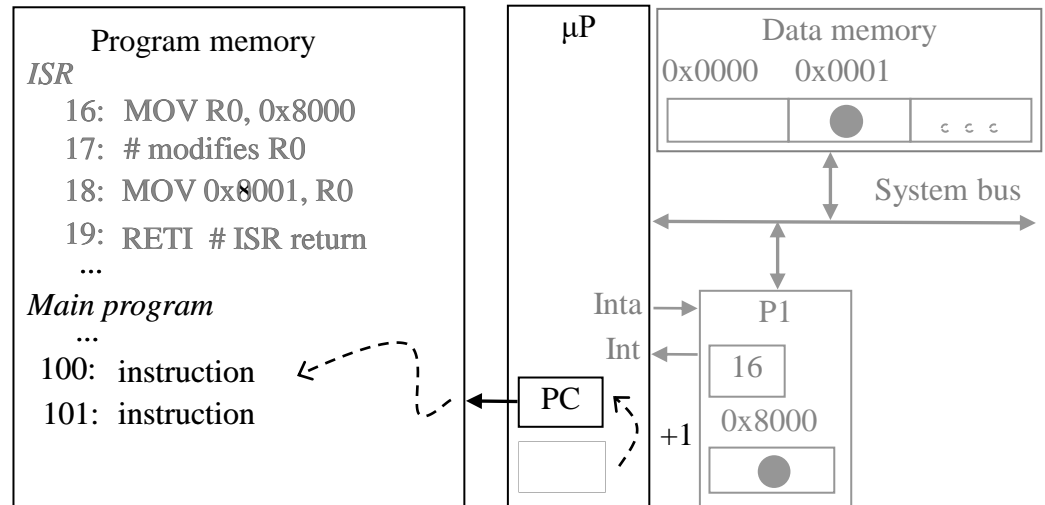 Program memory
ISR
16: MOV R0, 0x8000
17: # modifies R0
18: MOV 0x8001, R0
19: RETI # ISR return
...
Main program
...
100: instruction
101: instruction
μP
PC
+1
Data memory
0x0000 0x0001
c c c
System bus
Inta
Int
P1
16
0x8000